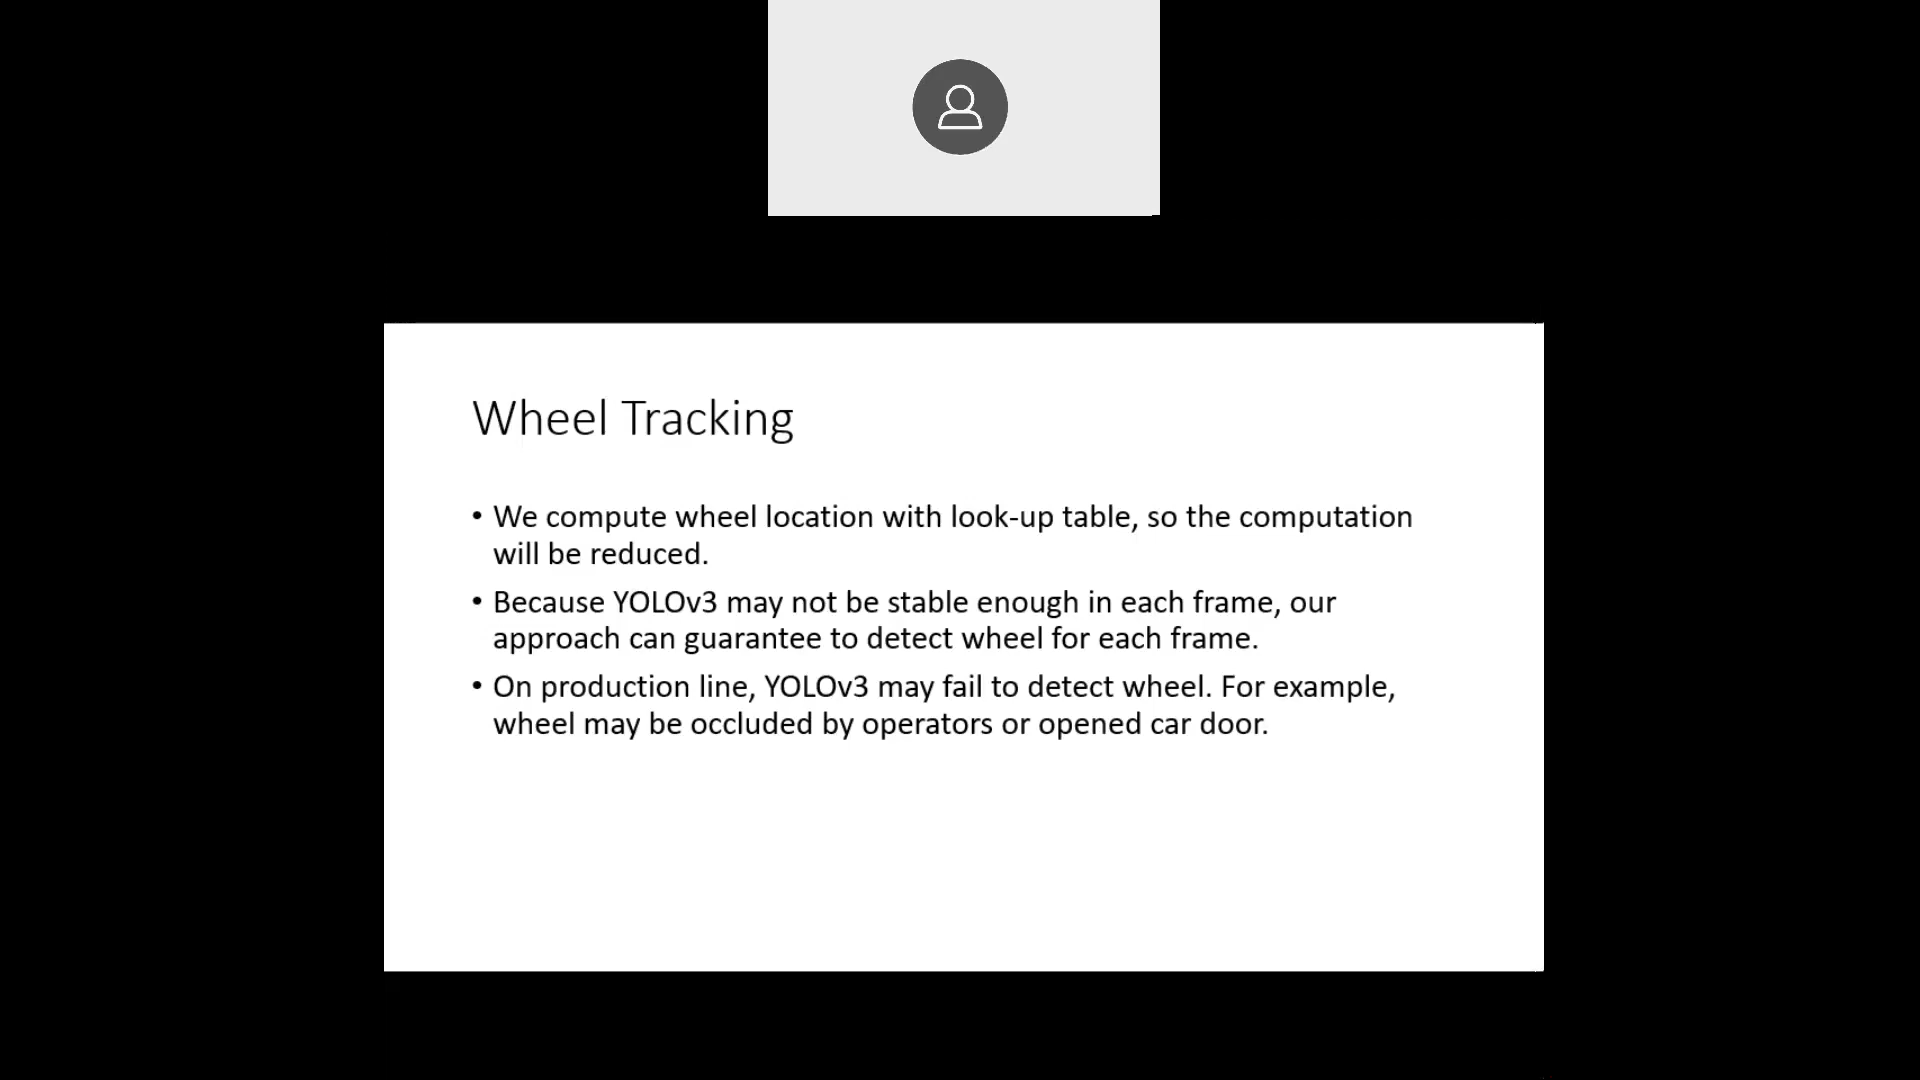 Wheel Tracking
• We compute wheel location with look-up table, so the computation
will be reduced.
• Because YOLOv3 may not be stable enough in each frame, our
approach can guarantee to detect wheel for each frame.
• On production line, YOLOv3 may fail to detect wheel. For example,
wheel may be occluded by operators or opened car door.